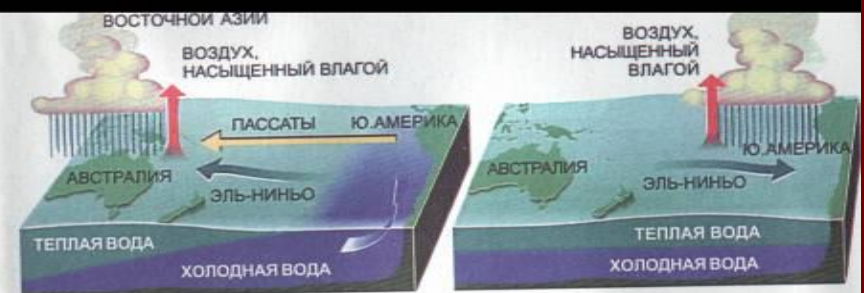 ВОСТОЧНОЙ АЗИИ
ВОЗДУХ,
НАСЫЩЕННЫЙ ВЛАГОЙ
ПАССАТЫ
Ю.АМЕРИКА
АВСТРАЛИЯ
ЭЛЬ-НИНЬО
ТЕПЛАЯ ВОДА
ХОЛОДНАЯ ВОДА
ВОЗДУХ,
НАСЫЩЕННЫЙ
ВЛАГОЙ
Ю.АМЕРИКА
АВСТРАЛИЯ
ЭЛЬ-НИНЬО
ТЕПЛАЯ ВОДА
ХОЛОДНАЯ ВОДА